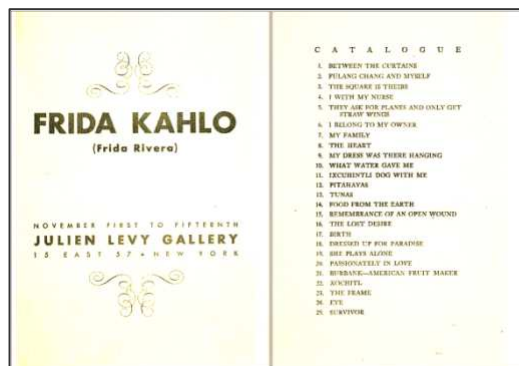 FRIDA KAHLO
(Frida Rivera)
NOVEMBER FIRST TO FIFTEENTH
JULIEN LEVY GALLERY
15 EAST 57 • NEW YORK
CATALOGUE
1. BETWEEN THE CURTAINS
2. FULANG CHANG AND MYSELF
3. THE SQUARE IS THEIRS
4. I WITH MY NURSE
5. THEY ASK FOR PLANES AND ONLY GET
STRAW WINGS
6. I BELONG TO MY OWNER
7. MY FAMILY
8. THE HEART
9. MY DRESS WAS THERE HANGING
10. WHAT WATER GAVE ME
11. IZCUHINTLI DOG WITH ME
12. PITAHAYAS
13. TUNAS
14. FOOD FROM THE EARTH
15. REMEMBRANCE OF AN OPEN WOUND
16. THE LOST DESIRE
17. BIRTH
18. DRESSED UP FOR PARADISE
19. SHE PLAYS ALONE
20. PASSIONATELY IN LOVE
21. BURBANK—AMERICAN FRUIT MAKER
22. XOCHITL
23. THE FRAME
24. EYE
25. SURVIVOR